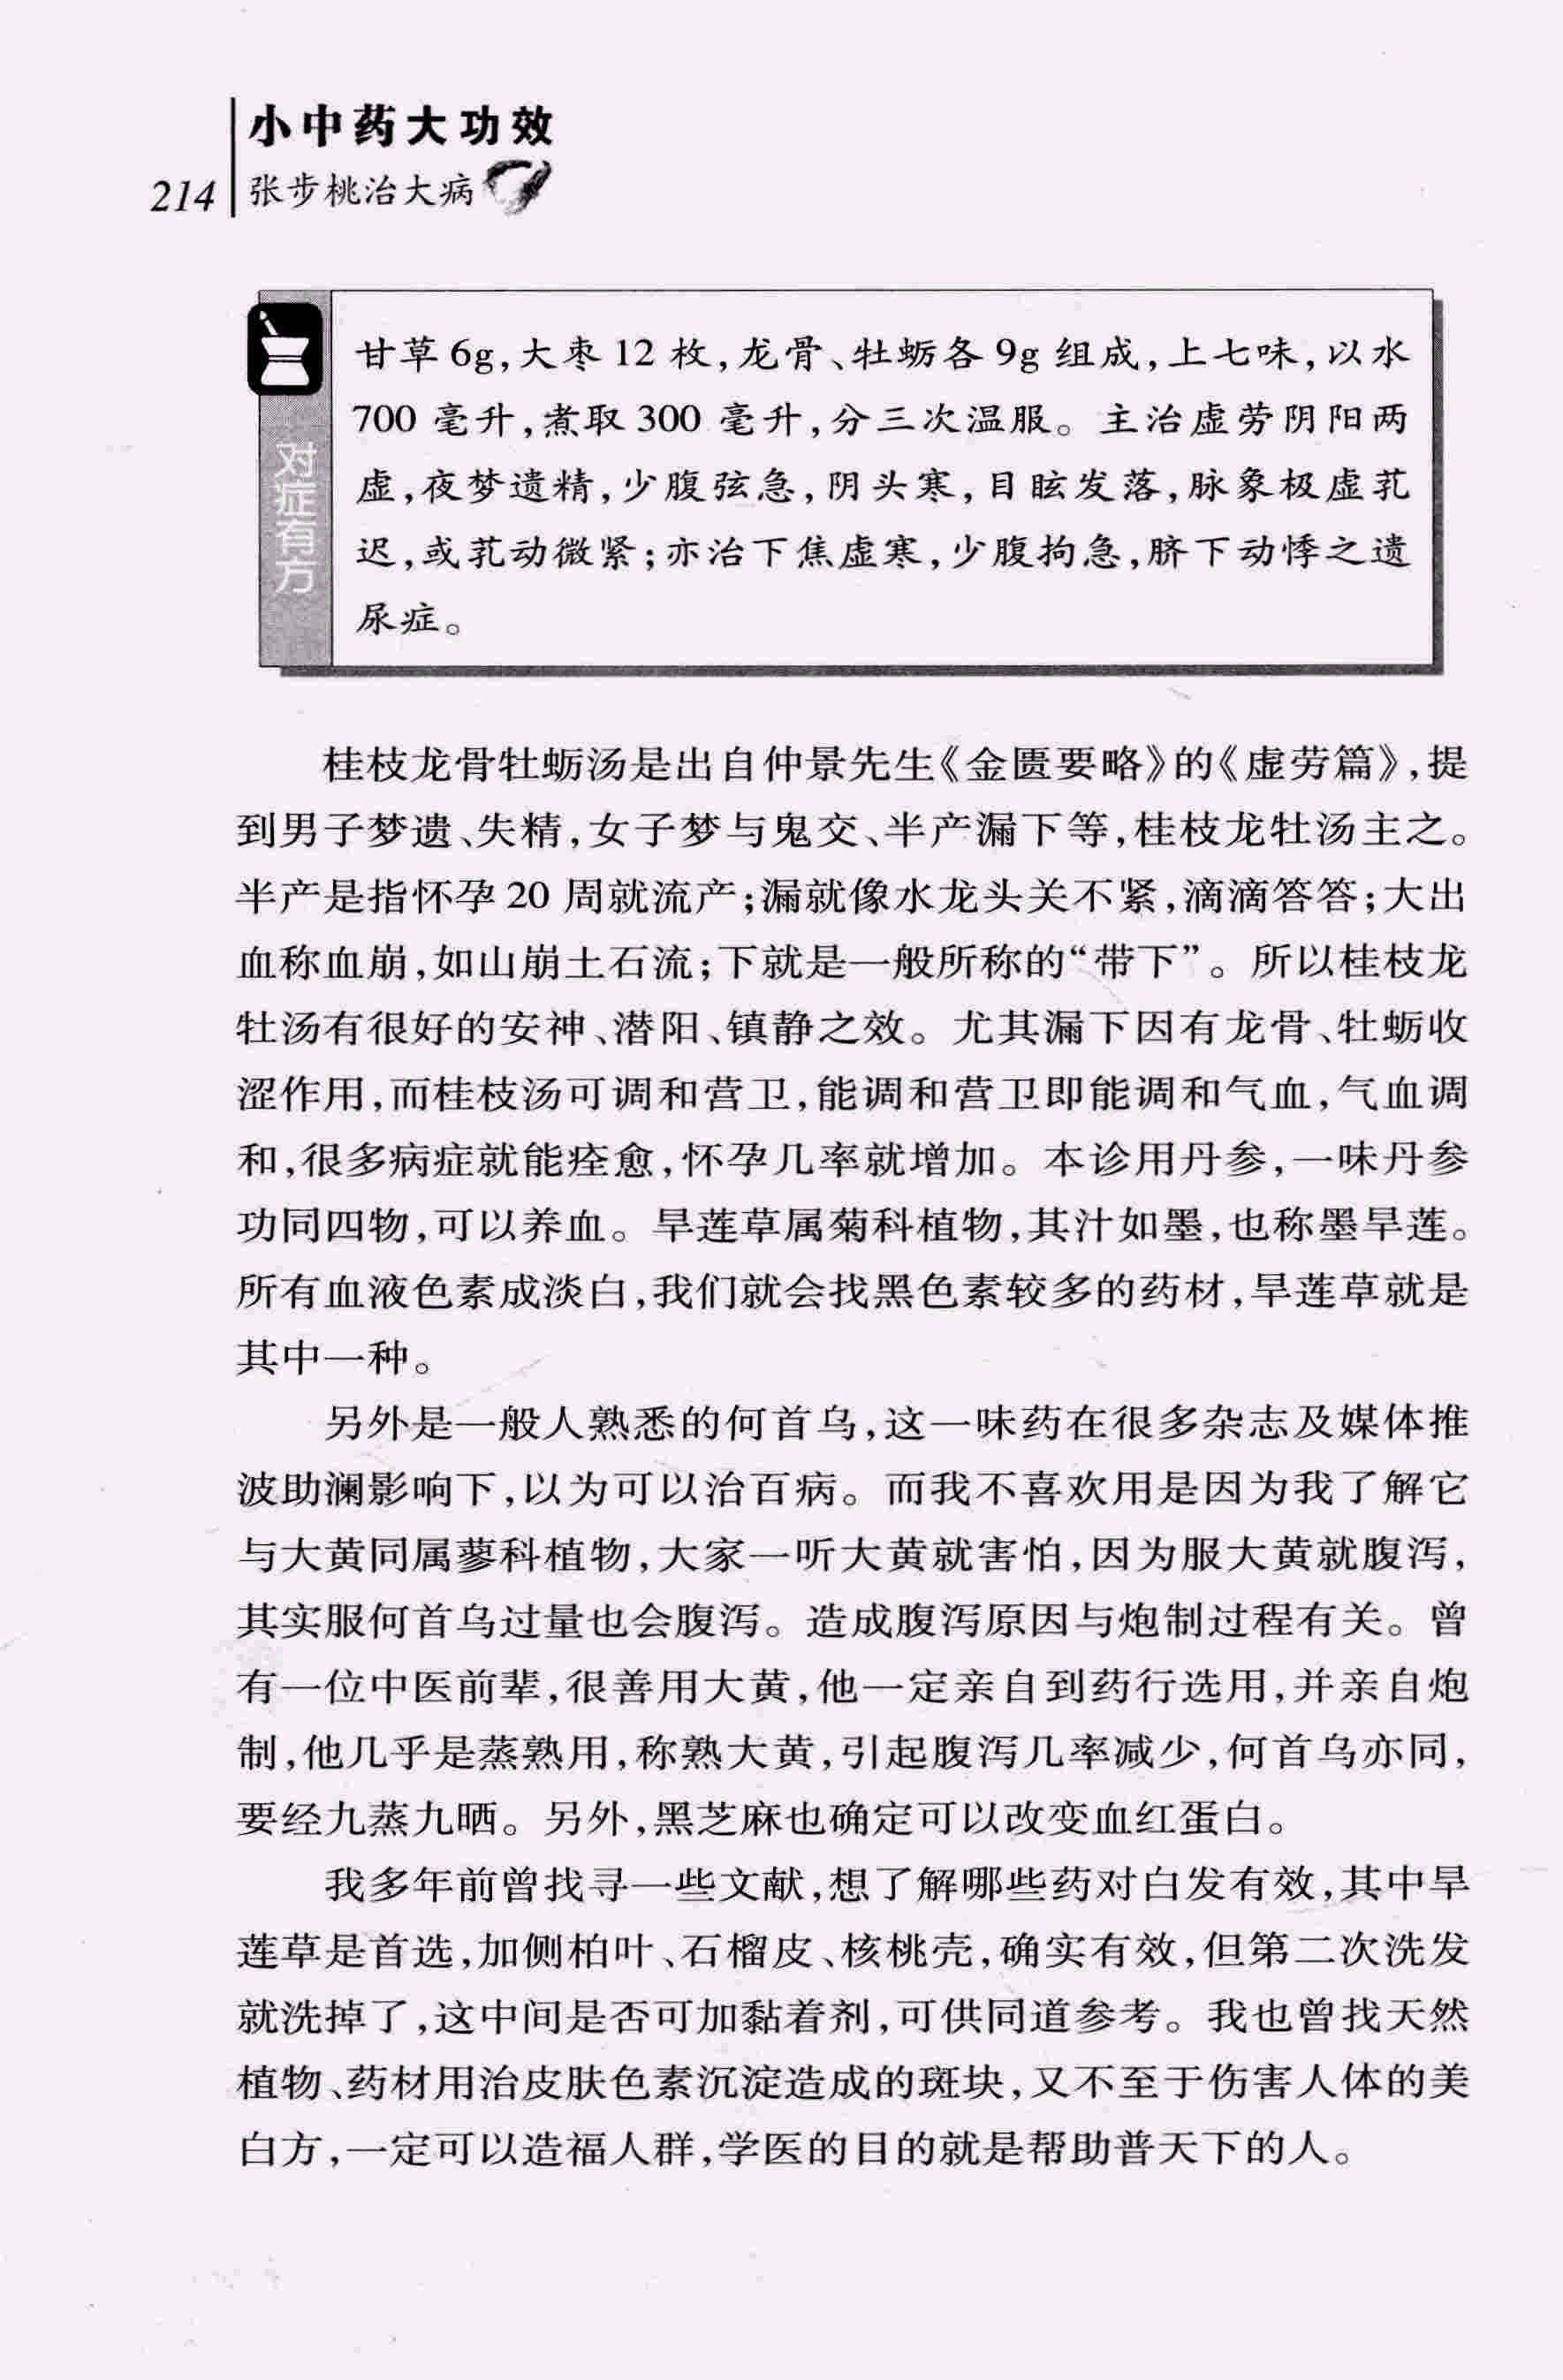 小中药大功效
214 张步桃治大病
对症有方
甘草 6g,大枣 12 枚,龙骨、牡蛎各 9g 组成,上七味,以水
700 毫升,煮取 300 毫升,分三次温服。主治虚劳阴阳两
虚,夜梦遗精,少腹弦急,阴头寒,目眩发落,脉象极虚芤
迟,或芤动微紧;亦治下焦虚寒,少腹拘急,脐下动悸之遗
尿症。
桂枝龙骨牡蛎汤是出自仲景先生《金匮要略》的《虚劳篇》,提
到男子梦遗、失精,女子梦与鬼交、半产漏下等,桂枝龙牡汤主之。
半产是指怀孕 20 周就流产;漏就像水龙头关不紧,滴滴答答;大出
血称血崩,如山崩土石流;下就是一般所称的“带下”。所以桂枝龙
牡汤有很好的安神、潜阳、镇静之效。尤其漏下因有龙骨、牡蛎收
涩作用,而桂枝汤可调和营卫,能调和营卫即能调和气血,气血调
和,很多病症就能痊愈,怀孕几率就增加。本诊用丹参,一味丹参
功同四物,可以养血。旱莲草属菊科植物,其汁如墨,也称墨旱莲。
所有血液色素成淡白,我们就会找黑色素较多的药材,旱莲草就是
其中一种。
另外是一般人熟悉的何首乌,这一味药在很多杂志及媒体推
波助澜影响下,以为可以治百病。而我不喜欢用是因为我了解它
与大黄同属蓼科植物,大家一听大黄就害怕,因为服大黄就腹泻,
其实服何首乌过量也会腹泻。造成腹泻原因与炮制过程有关。曾
有一位中医前辈,很善用大黄,他一定亲自到药行选用,并亲自炮
制,他几乎是蒸熟用,称熟大黄,引起腹泻几率减少,何首乌亦同,
要经九蒸九晒。另外,黑芝麻也确定可以改变血红蛋白。
我多年前曾找寻一些文献,想了解哪些药对白发有效,其中旱
莲草是首选,加侧柏叶、石榴皮、核桃壳,确实有效,但第二次洗发
就洗掉了,这中间是否可加黏着剂,可供同道参考。我也曾找天然
植物、药材用治皮肤色素沉淀造成的斑块,又不至于伤害人体的美
白方,一定可以造福人群,学医的目的就是帮助普天下的人。